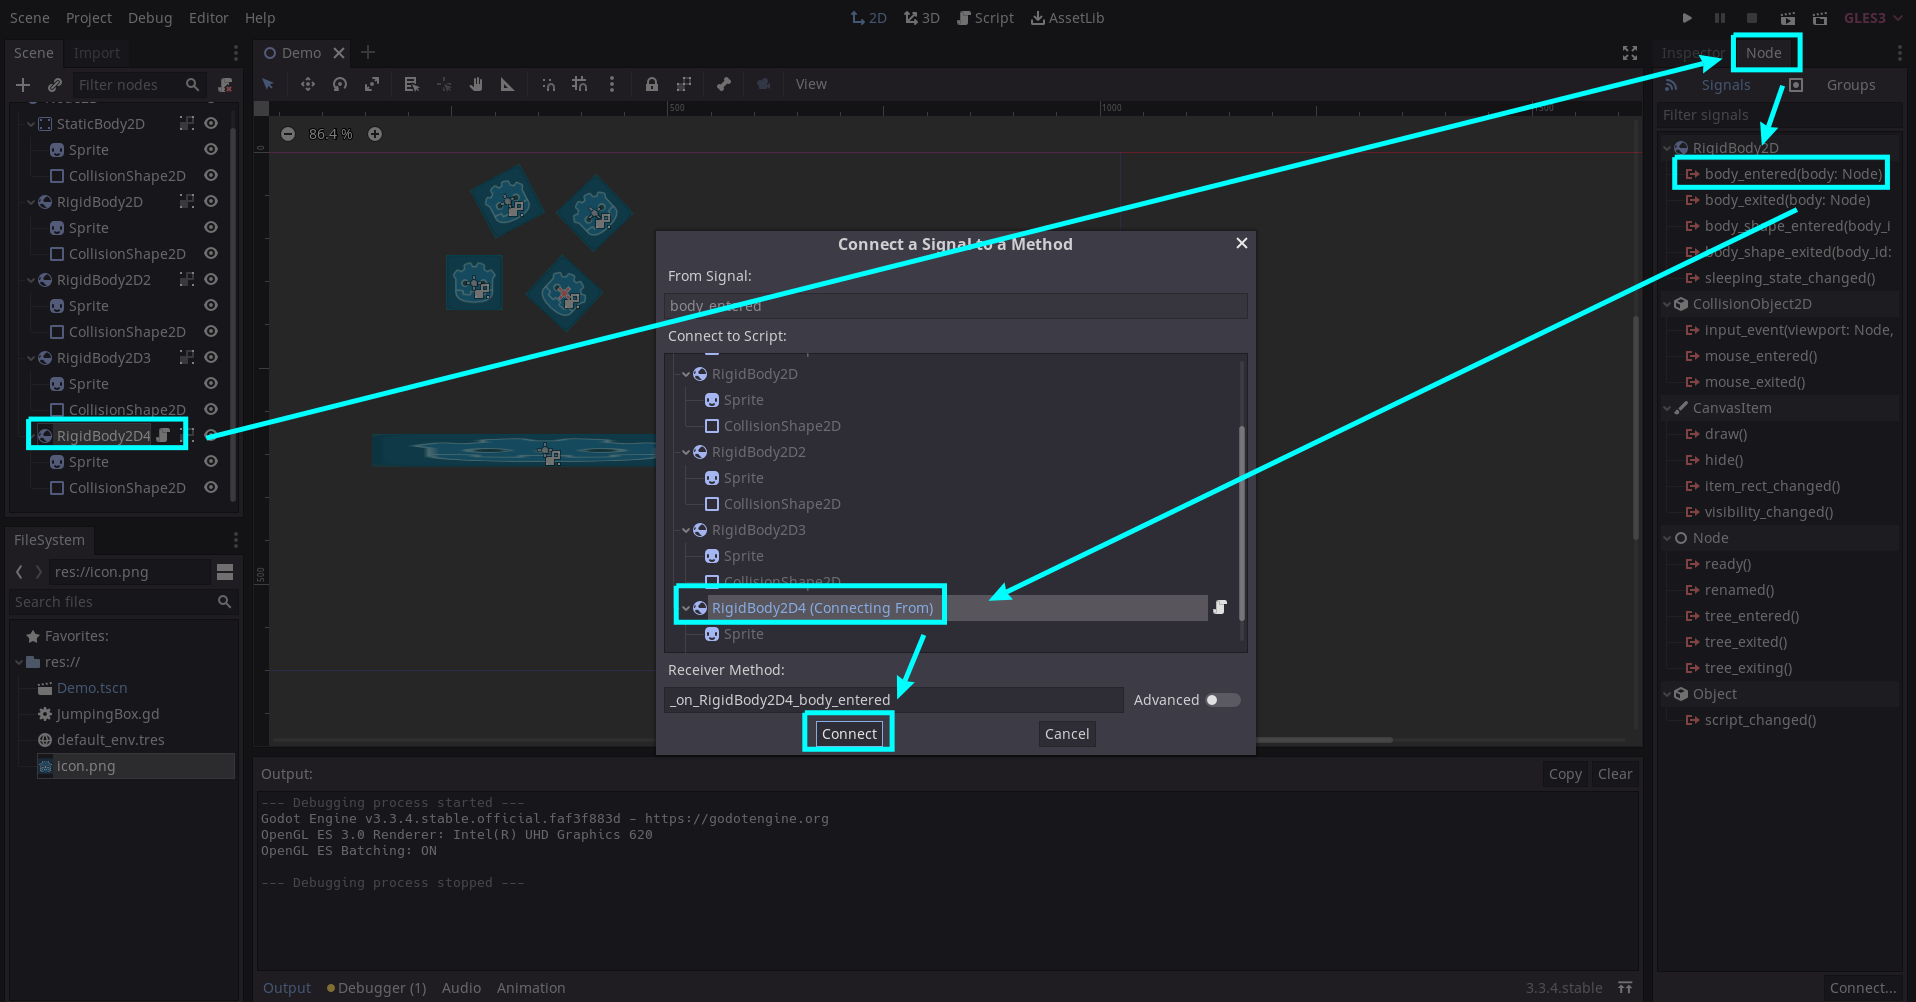 Scene Project Debug Editor Help
2D 3D Script AssetLib
GLES3
Scene Import
Filter nodes
StaticBody2D
Sprite
CollisionShape2D
RigidBody2D
Sprite
CollisionShape2D
RigidBody2D2
Sprite
CollisionShape2D
RigidBody2D3
Sprite
CollisionShape2D
RigidBody2D4
Sprite
CollisionShape2D
FileSystem
res://icon.png
Search files
Favorites:
res://
Demo.tscn
JumpingBox.gd
default_env.tres
icon.png
Demo
View
500 1000 1500
0
86.4 %
500
Connect a Signal to a Method
From Signal:
body_entered
Connect to Script:
RigidBody2D
Sprite
CollisionShape2D
RigidBody2D2
Sprite
CollisionShape2D
RigidBody2D3
Sprite
CollisionShape2D
RigidBody2D4 (Connecting From)
Sprite
Receiver Method:
_on_RigidBody2D4_body_entered
Advanced
Connect Cancel
Output:
Copy Clear
--- Debugging process started ---
Godot Engine v3.3.4.stable.official.faf3f883d - https://godotengine.org
OpenGL ES 3.0 Renderer: Intel(R) UHD Graphics 620
OpenGL ES Batching: ON
--- Debugging process stopped ---
Output Debugger (1) Audio Animation
3.3.4.stable
Inspector Node
Signals Groups
Filter signals
RigidBody2D
body_entered(body: Node)
body_exited(body: Node)
body_shape_entered(body_i
body_shape_exited(body_id:
sleeping_state_changed()
CollisionObject2D
input_event(viewport: Node,
mouse_entered()
mouse_exited()
CanvasItem
draw()
hide()
item_rect_changed()
visibility_changed()
Node
ready()
renamed()
tree_entered()
tree_exited()
tree_exiting()
Object
script_changed()
Connect...